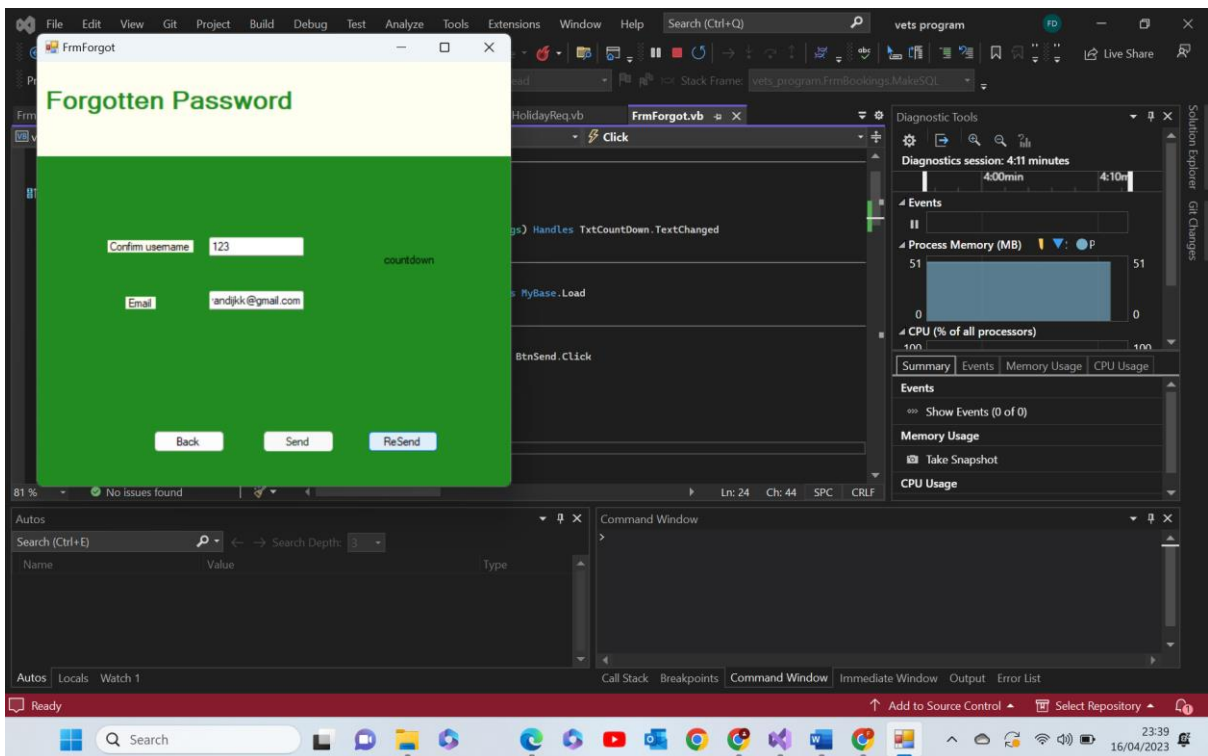 File Edit View Git Project Build Debug Test Analyze Tools Extensions Window Help Search (Ctrl+Q) vets program FD
FrmForgot
Live Share
Stack Frame: vets_program.FrmBookings.MakeSQL
Forgotten Password
HolidayReq.vb FrmForgot.vb
Click
Handles TxtCountDown.TextChanged
MyBase.Load
BtnSend.Click
Confirm username 123
countdown
Email andijkk@gmail.com
Back Send ReSend
Diagnostic Tools
Diagnostics session: 4:11 minutes
4:00min 4:10m
Events
Process Memory (MB) P
51 51
0 0
CPU (% of all processors)
100 100
Summary Events Memory Usage CPU Usage
Events
Show Events (0 of 0)
Memory Usage
Take Snapshot
CPU Usage
Solution Explorer Git Changes
81 % No issues found Ln: 24 Ch: 44 SPC CRLF
Autos
Search (Ctrl+E) Search Depth: 3
Name Value Type
Command Window
>
Autos Locals Watch 1
Call Stack Breakpoints Command Window Immediate Window Output Error List
Ready Add to Source Control Select Repository
Search
23:39
16/04/2023